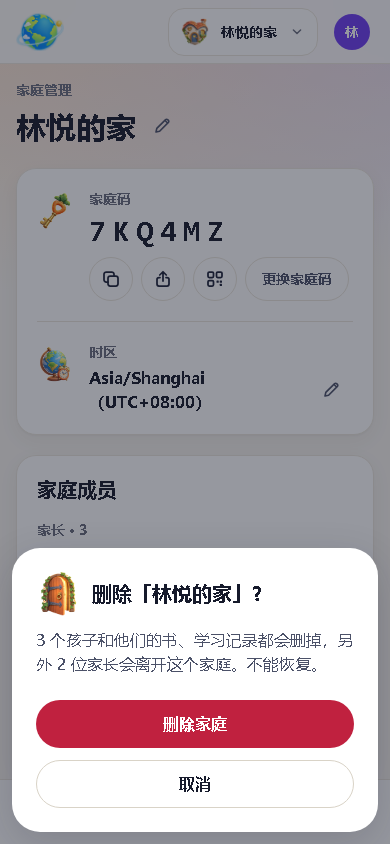 林悦的家
林
家庭管理
林悦的家
家庭码
7KQ4MZ
更换家庭码
时区
Asia/Shanghai
（UTC+08:00）
家庭成员
家长 • 3
删除「林悦的家」？
3 个孩子和他们的书、学习记录都会删掉，另
外 2 位家长会离开这个家庭。不能恢复。
删除家庭
取消